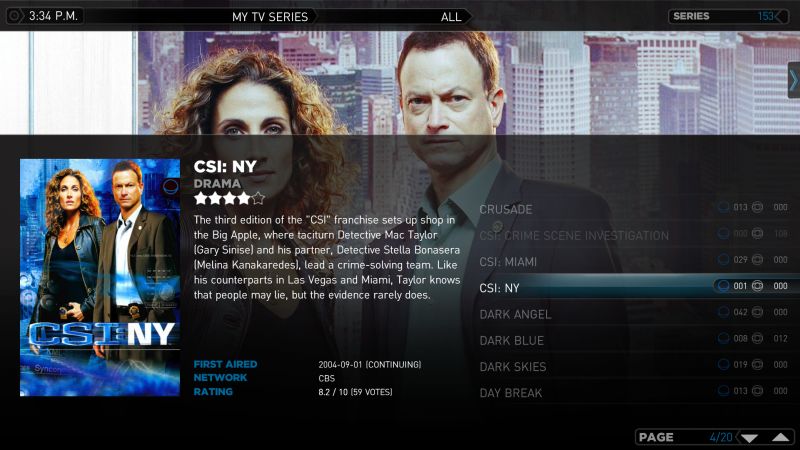 3:34 P.M.
MY TV SERIES
ALL
SERIES 153
CSI: NY
DRAMA
The third edition of the "CSI" franchise sets up shop in
the Big Apple, where taciturn Detective Mac Taylor
(Gary Sinise) and his partner, Detective Stella Bonasera
(Melina Kanakaredes), lead a crime-solving team. Like
his counterparts in Las Vegas and Miami, Taylor knows
that people may lie, but the evidence rarely does.
FIRST AIRED 2004-09-01 (CONTINUING)
NETWORK CBS
RATING 8.2 / 10 (59 VOTES)
CSI:NY
CRUSADE 013 000
CSI: CRIME SCENE INVESTIGATION 000 108
CSI: MIAMI 029 000
CSI: NY 001 000
DARK ANGEL 042 000
DARK BLUE 008 012
DARK SKIES 019 000
DAY BREAK 013 000
PAGE 4/20